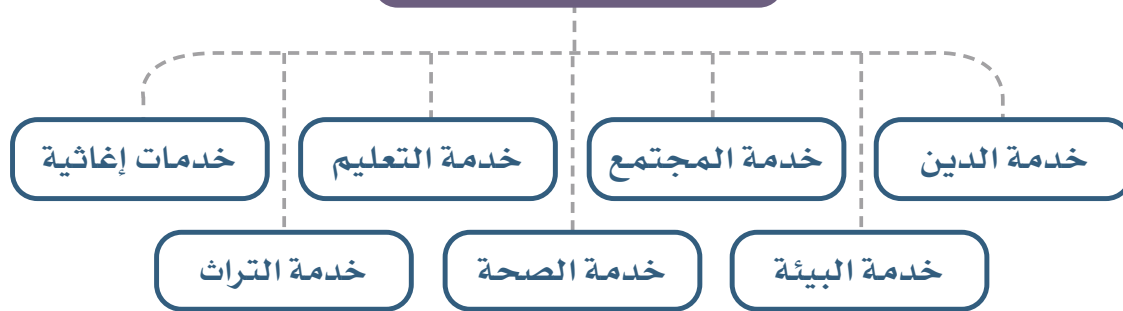 خدمة الدين
خدمة المجتمع
خدمة التعليم
خدمات إغاثية
خدمة البيئة
خدمة الصحة
خدمة التراث